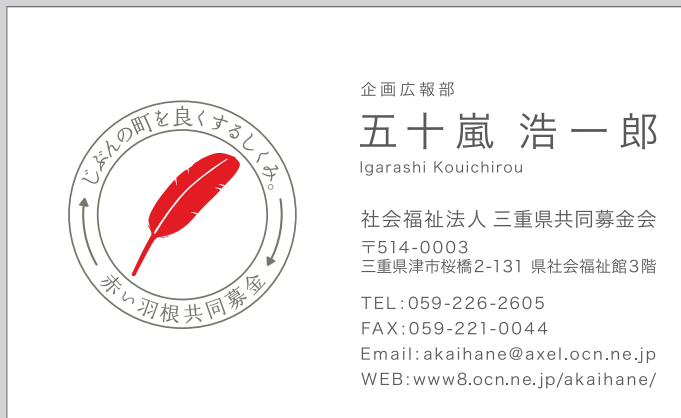 じぶんの町を良くするしくみ。
赤い羽根共同募金
企画広報部
五十嵐 浩一郎
Igarashi Kouichirou
社会福祉法人 三重県共同募金会
〒514-0003
三重県津市桜橋2-131 県社会福祉館3階
TEL:059-226-2605
FAX:059-221-0044
Email:akaihane@axel.ocn.ne.jp
WEB:www8.ocn.ne.jp/akaihane/